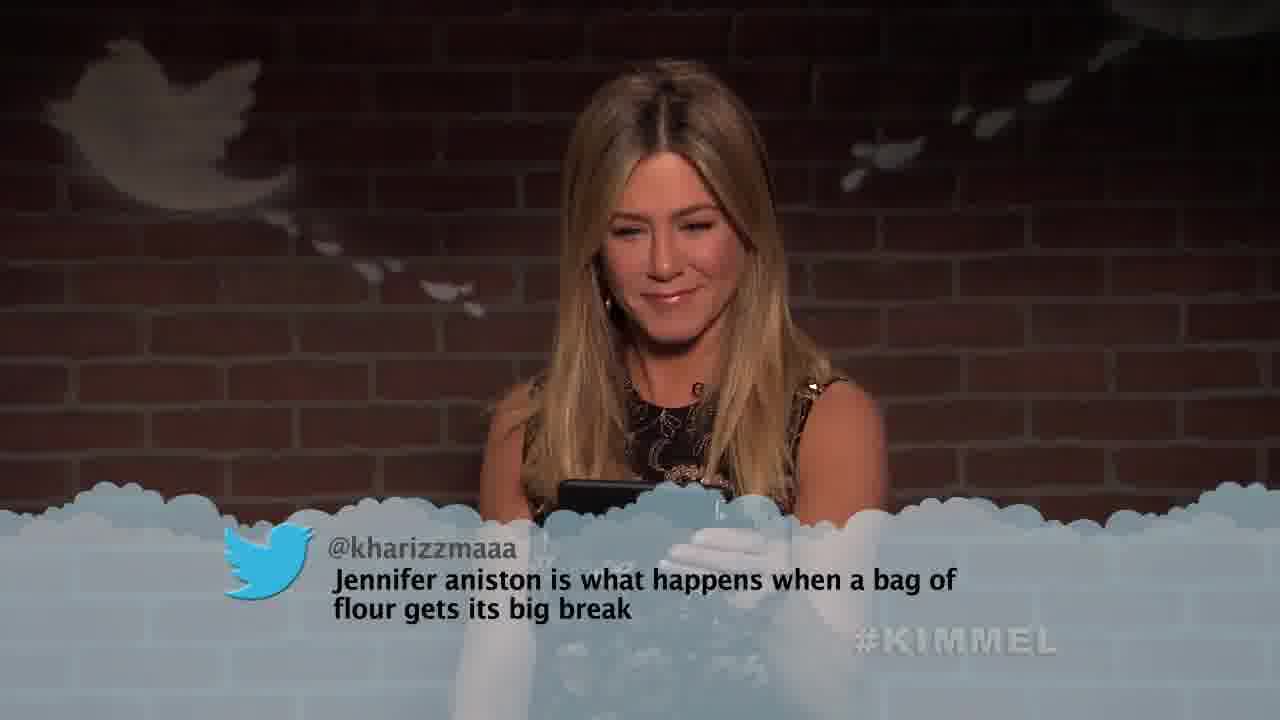 @kharizzmaaa
Jennifer aniston is what happens when a bag of
flour gets its big break
#KIMMEL